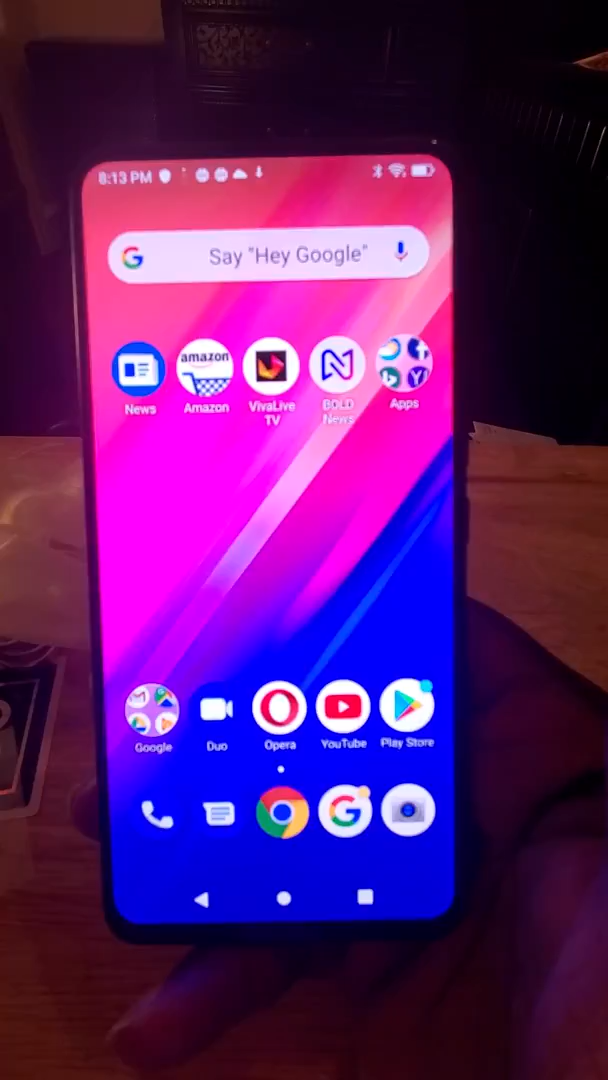 8:13 PM
Say "Hey Google"
amazon
News
Amazon
VivaLive
TV
BOLD
News
Apps
Google
Duo
Opera
YouTube
Play Store